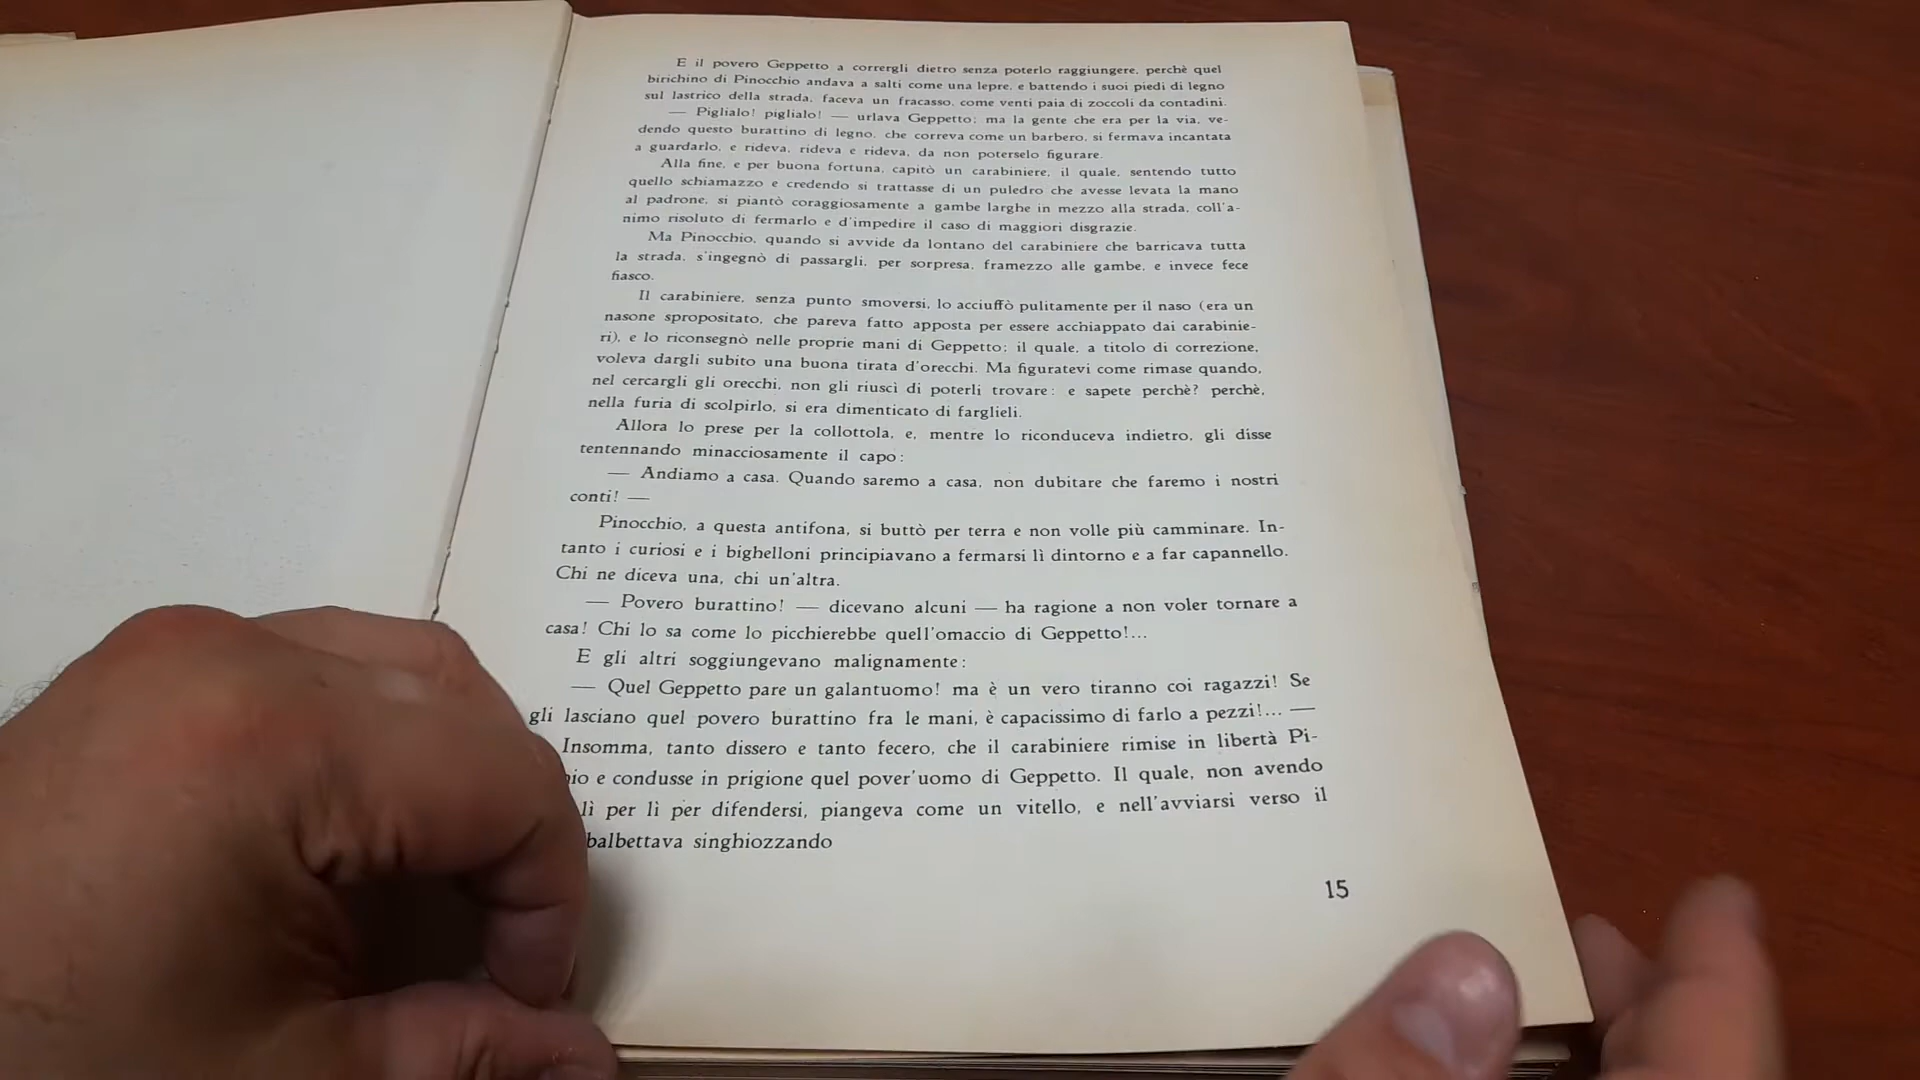 E il povero Geppetto a corrergli dietro senza poterlo raggiungere, perchè quel
birichino di Pinocchio andava a salti come una lepre, e battendo i suoi piedi di legno
sul lastrico della strada, faceva un fracasso, come venti paia di zoccoli da contadini.
— Piglialo! piglialo! — urlava Geppetto; ma la gente che era per la via, ve-
dendo questo burattino di legno, che correva come un barbero, si fermava incantata
a guardarlo, e rideva, rideva e rideva, da non poterselo figurare.
Alla fine, e per buona fortuna, capitò un carabiniere, il quale, sentendo tutto
quello schiamazzo e credendo si trattasse di un puledro che avesse levata la mano
al padrone, si piantò coraggiosamente a gambe larghe in mezzo alla strada, coll'a-
nimo risoluto di fermarlo e d'impedire il caso di maggiori disgrazie.
Ma Pinocchio, quando si avvide da lontano del carabiniere che barricava tutta
la strada, s'ingegnò di passargli, per sorpresa, framezzo alle gambe, e invece fece
fiasco.
Il carabiniere, senza punto smoversi, lo acciuffò pulitamente per il naso (era un
nasone spropositato, che pareva fatto apposta per essere acchiappato dai carabinie-
ri), e lo riconsegnò nelle proprie mani di Geppetto; il quale, a titolo di correzione,
voleva dargli subito una buona tirata d'orecchi. Ma figuratevi come rimase quando,
nel cercargli gli orecchi, non gli riuscì di poterli trovare: e sapete perchè? perchè,
nella furia di scolpirlo, si era dimenticato di farglieli.
Allora lo prese per la collottola, e, mentre lo riconduceva indietro, gli disse
tentennando minacciosamente il capo:
— Andiamo a casa. Quando saremo a casa, non dubitare che faremo i nostri
conti! —
Pinocchio, a questa antifona, si buttò per terra e non volle più camminare. In-
tanto i curiosi e i bighelloni principiavano a fermarsi lì dintorno e a far capannello.
Chi ne diceva una, chi un'altra.
— Povero burattino! — dicevano alcuni — ha ragione a non voler tornare a
casa! Chi lo sa come lo picchierebbe quell'omaccio di Geppetto!...
E gli altri soggiungevano malignamente:
— Quel Geppetto pare un galantuomo! ma è un vero tiranno coi ragazzi! Se
gli lasciano quel povero burattino fra le mani, è capacissimo di farlo a pezzi!... —
Insomma, tanto dissero e tanto fecero, che il carabiniere rimise in libertà Pi-
e condusse in prigione quel pover'uomo di Geppetto. Il quale, non avendo
lì per lì per difendersi, piangeva come un vitello, e nell'avviarsi verso il
balbettava singhiozzando
15